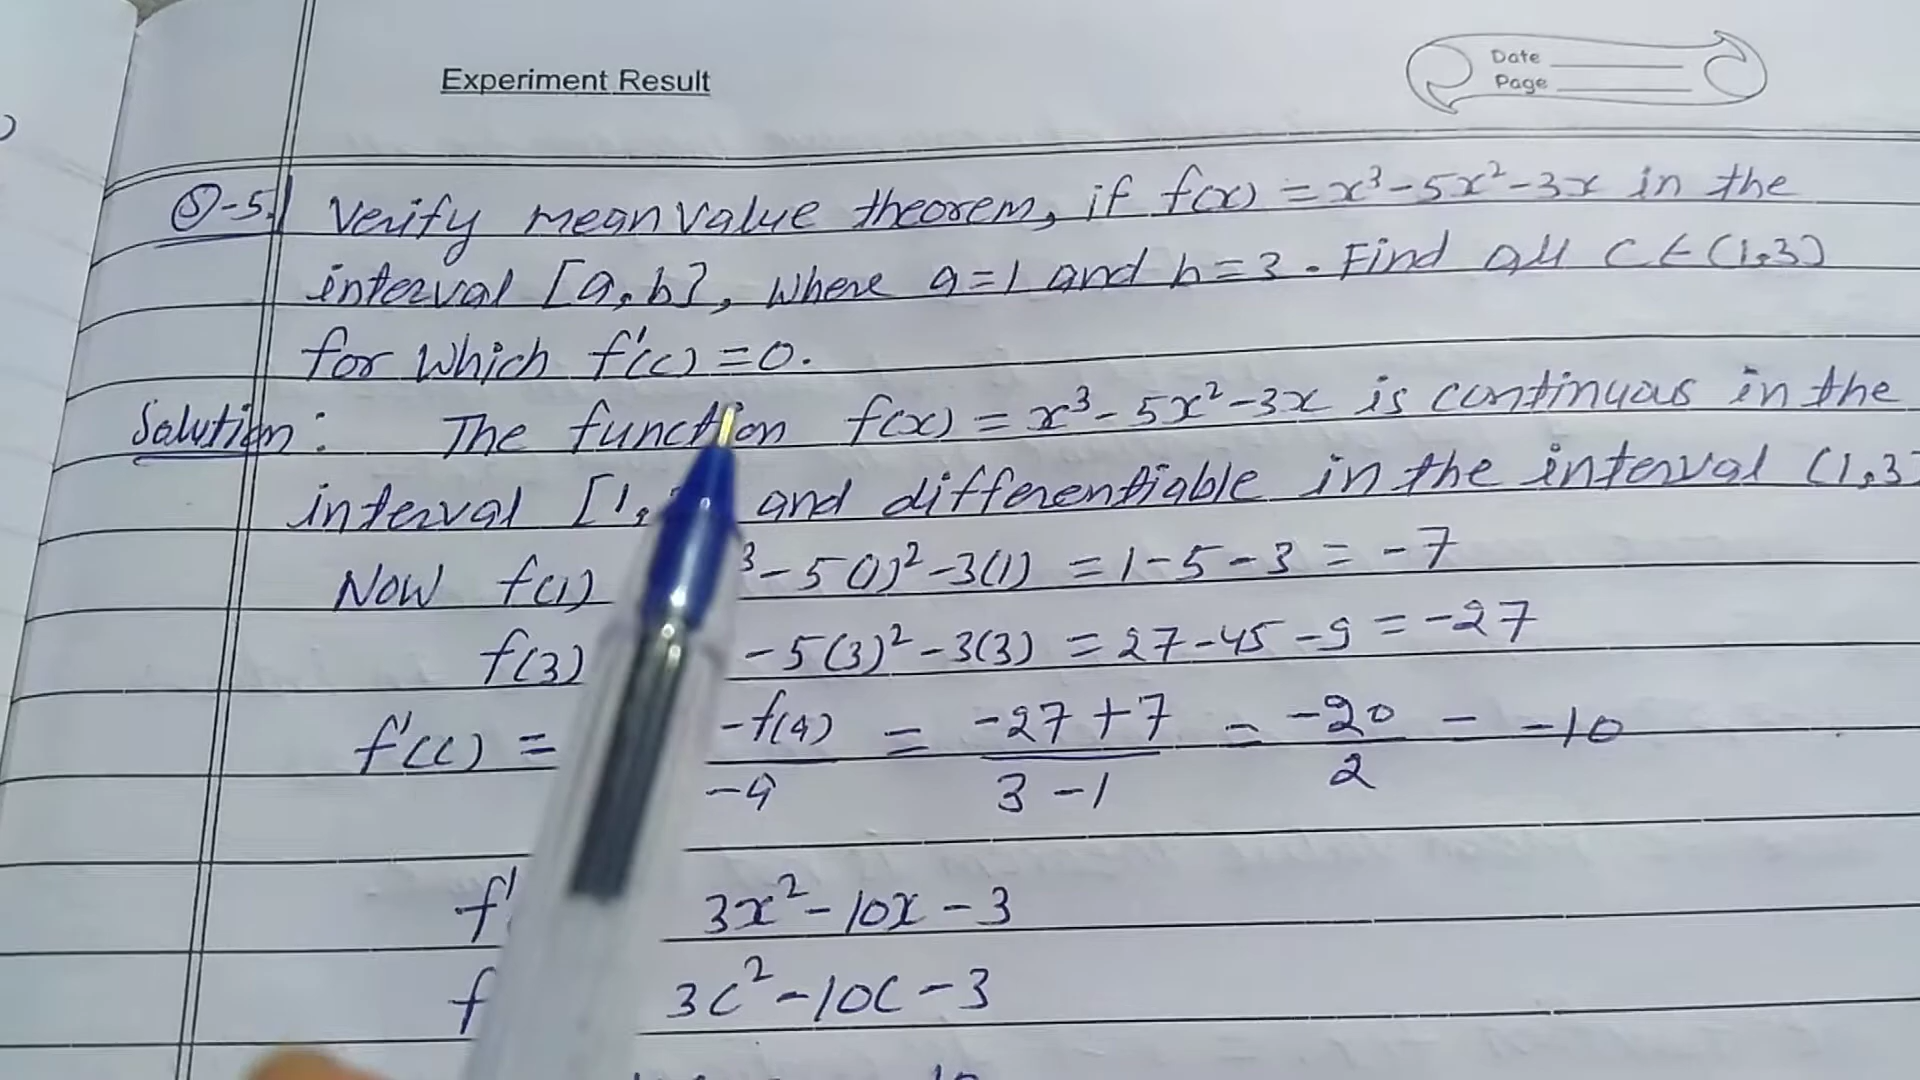 Experiment Result
Date
Page
Q-5. Verify mean value theorem, if f(x) = x³-5x²-3x in the
interval [a, b], where a=1 and b=3. Find all C ∈ (1,3)
for which f'(c) = 0.
Solution: The function f(x) = x³-5x²-3x is continuas in the
interval [1, and differentiable in the interval (1,3
Now f(1) ³-5(1)²-3(1) = 1-5-3 = -7
f(3) -5(3)²-3(3) = 27-45-9 = -27
f'(c) = -f(a) / -a = -27+7 / 3-1 = -20 / 2 = -10
f' 3x²-10x-3
f 3c²-10c-3